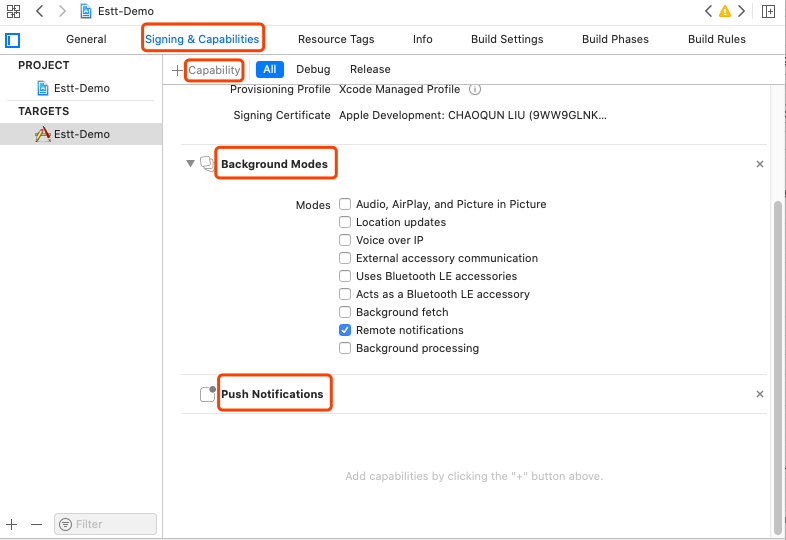 Estt-Demo
General Signing & Capabilities Resource Tags Info Build Settings Build Phases Build Rules
PROJECT
Estt-Demo
TARGETS
Estt-Demo
Filter
Capability All Debug Release
Provisioning Profile Xcode Managed Profile
Signing Certificate Apple Development: CHAOQUN LIU (9WW9GLNK...
Background Modes
Modes
Audio, AirPlay, and Picture in Picture
Location updates
Voice over IP
External accessory communication
Uses Bluetooth LE accessories
Acts as a Bluetooth LE accessory
Background fetch
Remote notifications
Background processing
Push Notifications
Add capabilities by clicking the "+" button above.